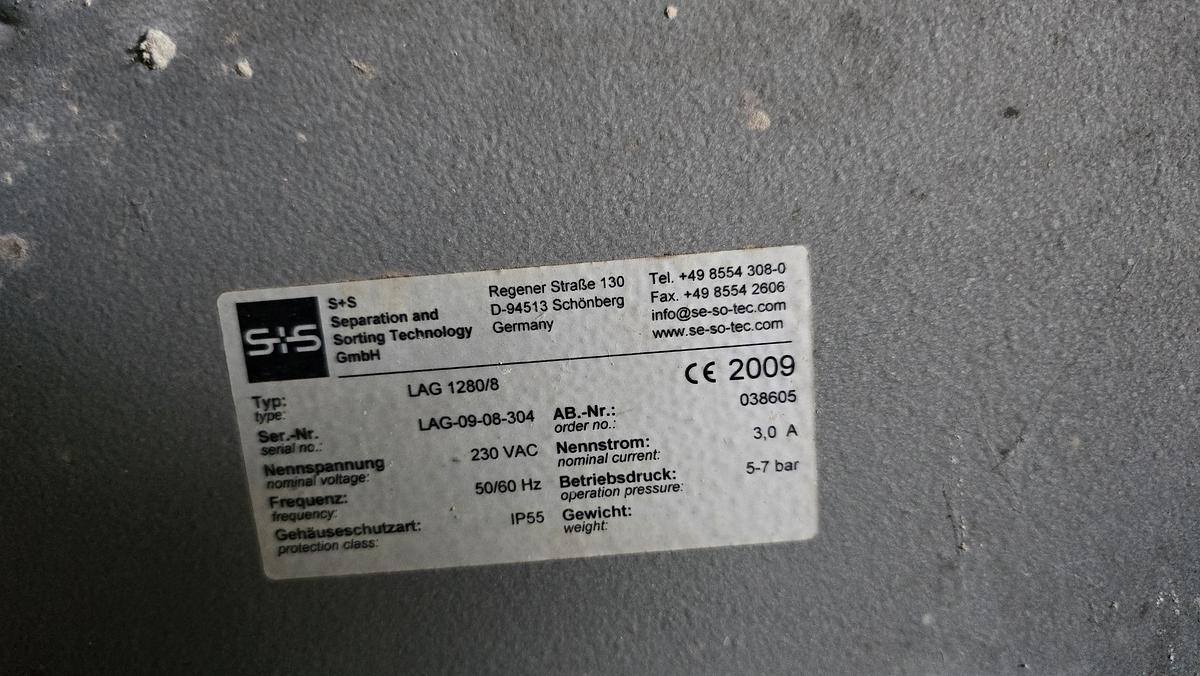 S+S
S+S
Separation and
Sorting Technology
GmbH
Regener Straße 130
D-94513 Schönberg
Germany
Tel. +49 8554 308-0
Fax. +49 8554 2606
info@se-so-tec.com
www.se-so-tec.com
CE 2009
Typ: LAG 1280/8
type:
Ser.-Nr. LAG-09-08-304
serial no.:
Nennspannung 230 VAC
nominal voltage:
Frequenz: 50/60 Hz
frequency:
Gehäuseschutzart: IP55
protection class:
AB.-Nr.: 038605
order no.:
Nennstrom: 3,0 A
nominal current:
Betriebsdruck: 5-7 bar
operation pressure:
Gewicht:
weight: